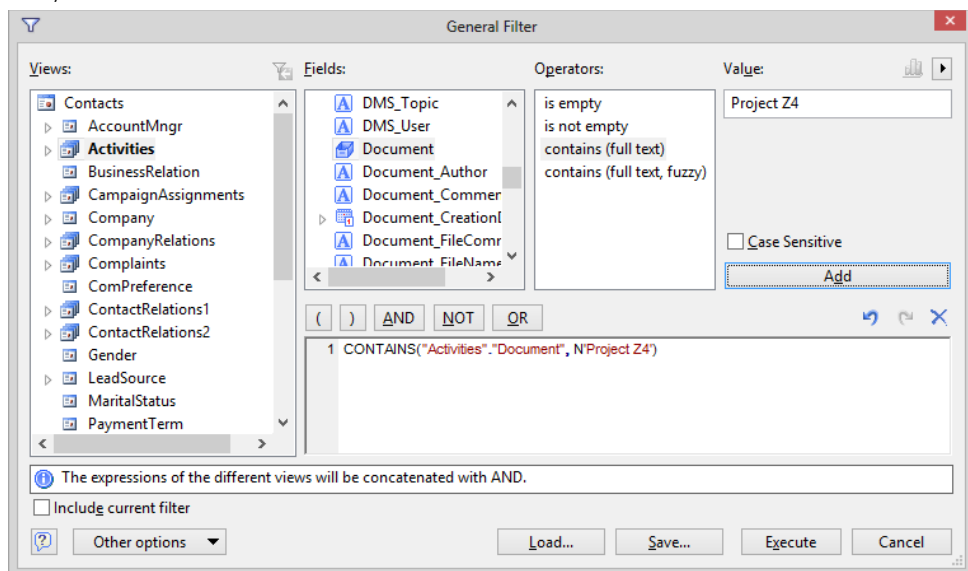 General Filter
Views:
Fields:
Operators:
Value:
Contacts
AccountMngr
Activities
BusinessRelation
CampaignAssignments
Company
CompanyRelations
Complaints
ComPreference
ContactRelations1
ContactRelations2
Gender
LeadSource
MaritalStatus
PaymentTerm
DMS_Topic
DMS_User
Document
Document_Author
Document_Commen
Document_Creation
Document_FileComm
Document_FileName
is empty
is not empty
contains (full text)
contains (full text, fuzzy)
Project Z4
Case Sensitive
Add
( ) AND NOT OR
1 CONTAINS("Activities"."Document", N'Project Z4')
The expressions of the different views will be concatenated with AND.
Include current filter
Other options Load... Save... Execute Cancel